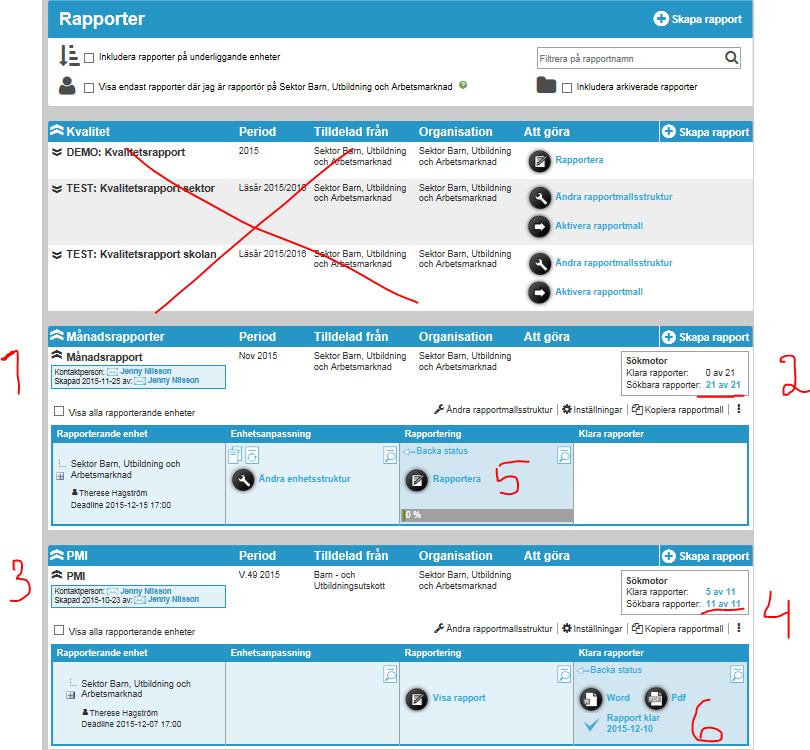 Rapporter
Skapa rapport
Inkludera rapporter på underliggande enheter
Filtrera på rapportnamn
Visa endast rapporter där jag är rapportör på Sektor Barn, Utbildning och Arbetsmarknad
Inkludera arkiverade rapporter
Kvalitet Period Tilldelad från Organisation Att göra Skapa rapport
DEMO: Kvalitetsrapport 2015 Sektor Barn, Utbildning Sektor Barn, Utbildning
och Arbetsmarknad och Arbetsmarknad Rapportera
TEST: Kvalitetsrapport sektor Läsår 2015/2016 Sektor Barn, Utbildning Sektor Barn, Utbildning
och Arbetsmarknad och Arbetsmarknad Ändra rapportmallsstruktur
Aktivera rapportmall
TEST: Kvalitetsrapport skolan Läsår 2015/2016 Sektor Barn, Utbildning Sektor Barn, Utbildning
och Arbetsmarknad och Arbetsmarknad Ändra rapportmallsstruktur
Aktivera rapportmall
1
Månadsrapporter Period Tilldelad från Organisation Att göra Skapa rapport
Månadsrapport Nov 2015 Sektor Barn, Utbildning Sektor Barn, Utbildning
och Arbetsmarknad och Arbetsmarknad
Kontaktperson: Jenny Nilsson
Skapad 2015-11-25 av: Jenny Nilsson
Sökmotor
Klara rapporter: 0 av 21
Sökbara rapporter: 21 av 21
2
Visa alla rapporterande enheter
Ändra rapportmallsstruktur Inställningar Kopiera rapportmall
Rapporterande enhet Enhetsanpassning Rapportering Klara rapporter
Sektor Barn, Utbildning och
Arbetsmarknad
Therese Hagström
Deadline 2015-12-15 17:00
Ändra enhetsstruktur
Backa status
Rapportera
5
0 %
3
PMI Period Tilldelad från Organisation Att göra Skapa rapport
PMI V.49 2015 Barn - och Sektor Barn, Utbildning
Utbildningsutskott och Arbetsmarknad
Kontaktperson: Jenny Nilsson
Skapad 2015-10-23 av: Jenny Nilsson
Sökmotor
Klara rapporter: 5 av 11
Sökbara rapporter: 11 av 11
4
Visa alla rapporterande enheter
Ändra rapportmallsstruktur Inställningar Kopiera rapportmall
Rapporterande enhet Enhetsanpassning Rapportering Klara rapporter
Sektor Barn, Utbildning och
Arbetsmarknad
Therese Hagström
Deadline 2015-12-07 17:00
Visa rapport
Backa status
Word Pdf
Rapport klar
2015-12-10
6